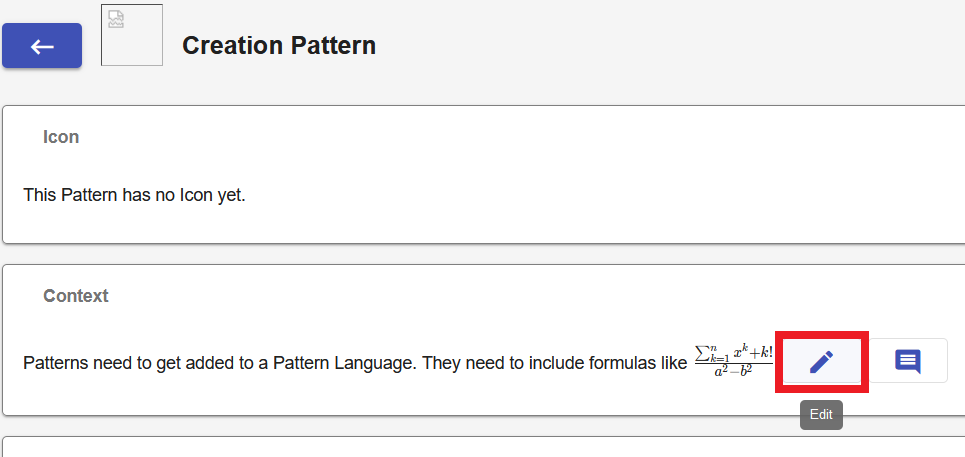 Creation Pattern
Icon
This Pattern has no Icon yet.
Context
Patterns need to get added to a Pattern Language. They need to include formulas like \frac{\sum_{k=1}^{n} x^k+k!}{a^2-b^2}
Edit